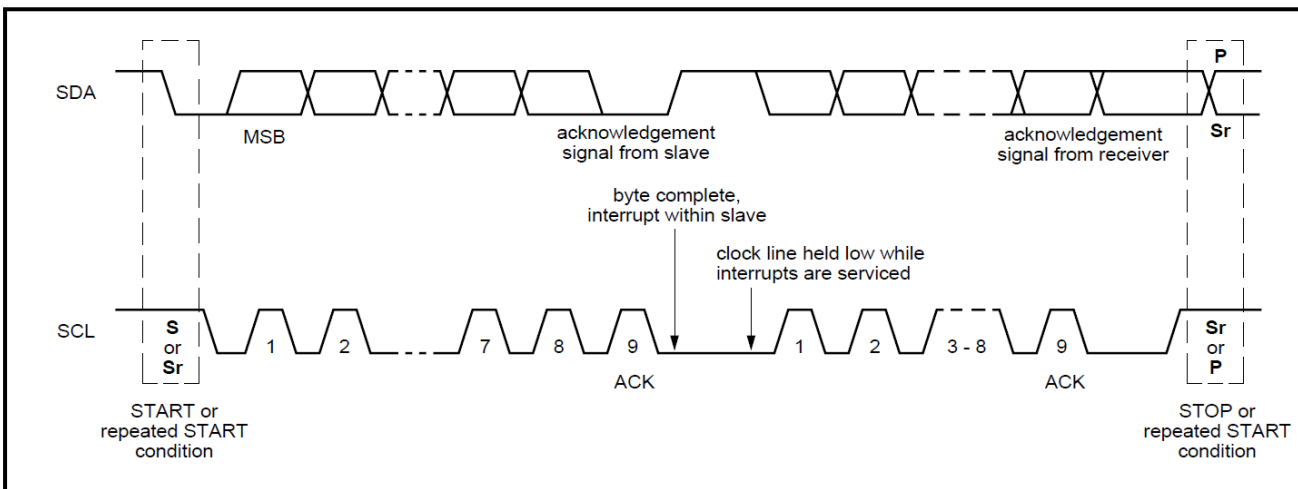 P
SDA
MSB
acknowledgement
signal from slave
acknowledgement
signal from receiver
Sr
byte complete,
interrupt within slave
clock line held low while
interrupts are serviced
SCL
S
or
Sr
1
2
7
8
9
1
2
3 - 8
9
Sr
or
P
ACK
ACK
START or
repeated START
condition
STOP or
repeated START
condition